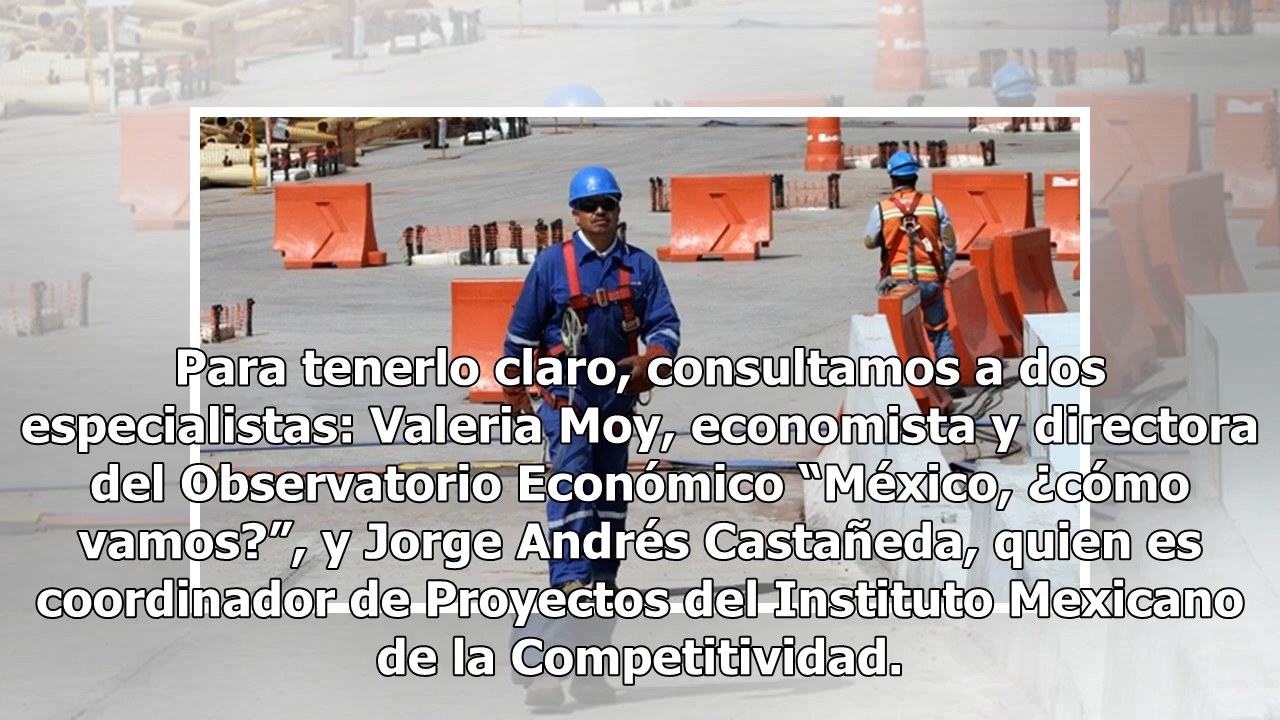 Para tenerlo claro, consultamos a dos
especialistas: Valeria Moy, economista y directora
del Observatorio Económico “México, ¿cómo
vamos?”, y Jorge Andrés Castañeda, quien es
coordinador de Proyectos del Instituto Mexicano
de la Competitividad.